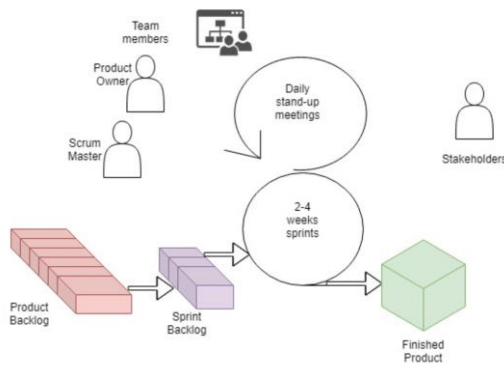 Team
members
Product
Owner
Daily
stand-up
meetings
Scrum
Master
Stakeholders
2-4
weeks
sprints
Product
Backlog
Sprint
Backlog
Finished
Product